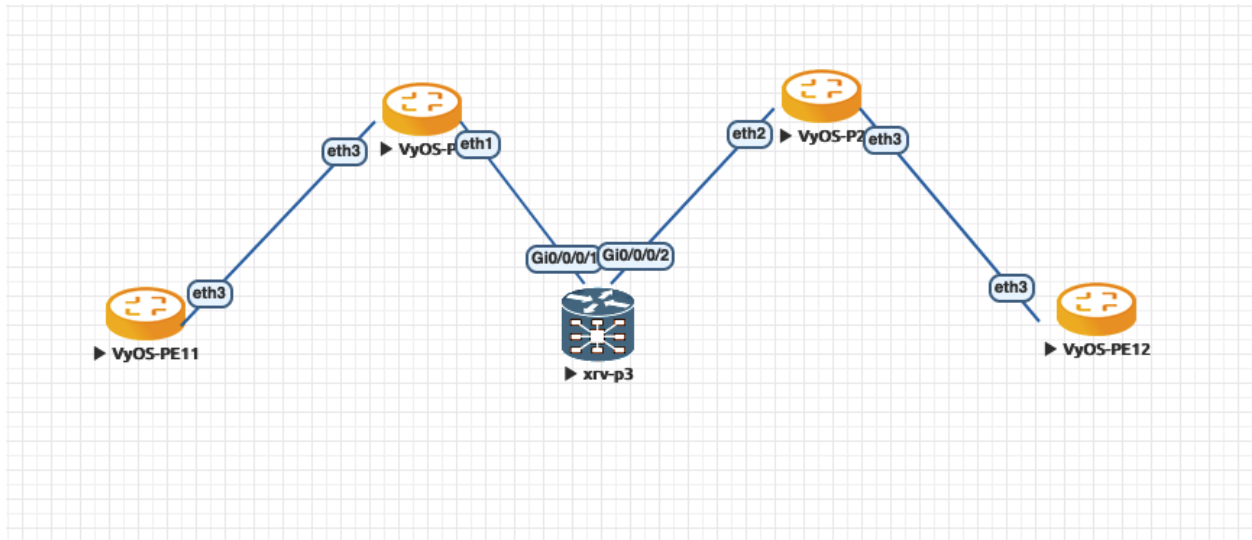 eth3
VyOS-P
eth1
eth2
VyOS-P2
eth3
Gi0/0/0/1
Gi0/0/0/2
eth3
VyOS-PE11
xrv-p3
eth3
VyOS-PE12